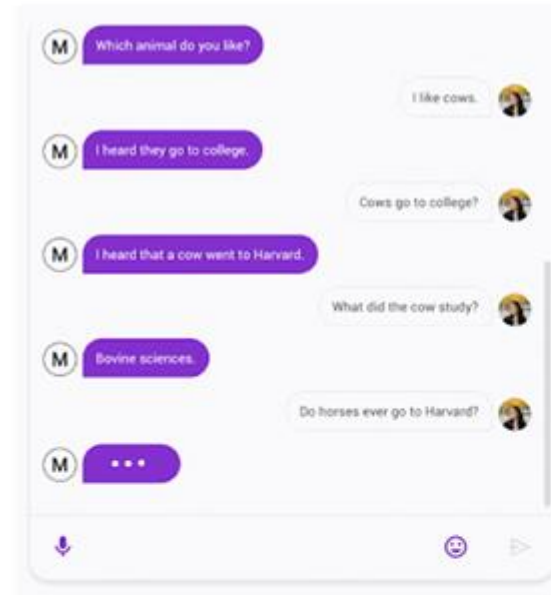 M Which animal do you like?
I like cows.
M I heard they go to college.
Cows go to college?
M I heard that a cow went to Harvard.
What did the cow study?
M Bovine sciences.
Do horses ever go to Harvard?
M